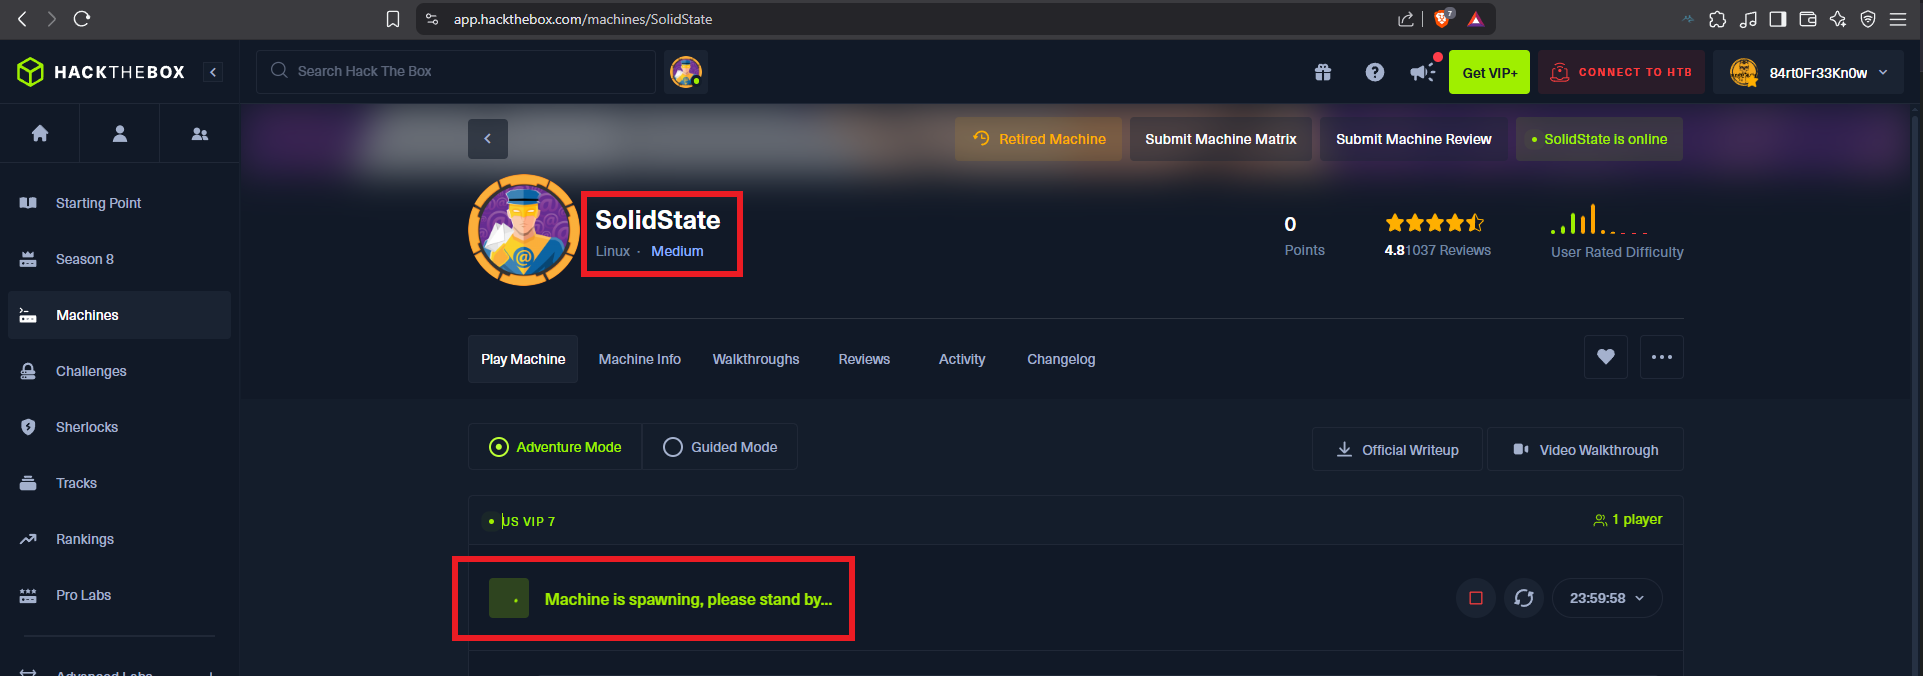 app.hackthebox.com/machines/SolidState
7
HACKTHEBOX
Search Hack The Box
Get VIP+
CONNECT TO HTB
84rt0Fr33Kn0w
Retired Machine
Submit Machine Matrix
Submit Machine Review
SolidState is online
Starting Point
Season 8
Machines
Challenges
Sherlocks
Tracks
Rankings
Pro Labs
Advanced Labs
SolidState
Linux · Medium
0
Points
4.8 1037 Reviews
User Rated Difficulty
Play Machine
Machine Info
Walkthroughs
Reviews
Activity
Changelog
Adventure Mode
Guided Mode
Official Writeup
Video Walkthrough
US VIP 7
1 player
Machine is spawning, please stand by...
23:59:58